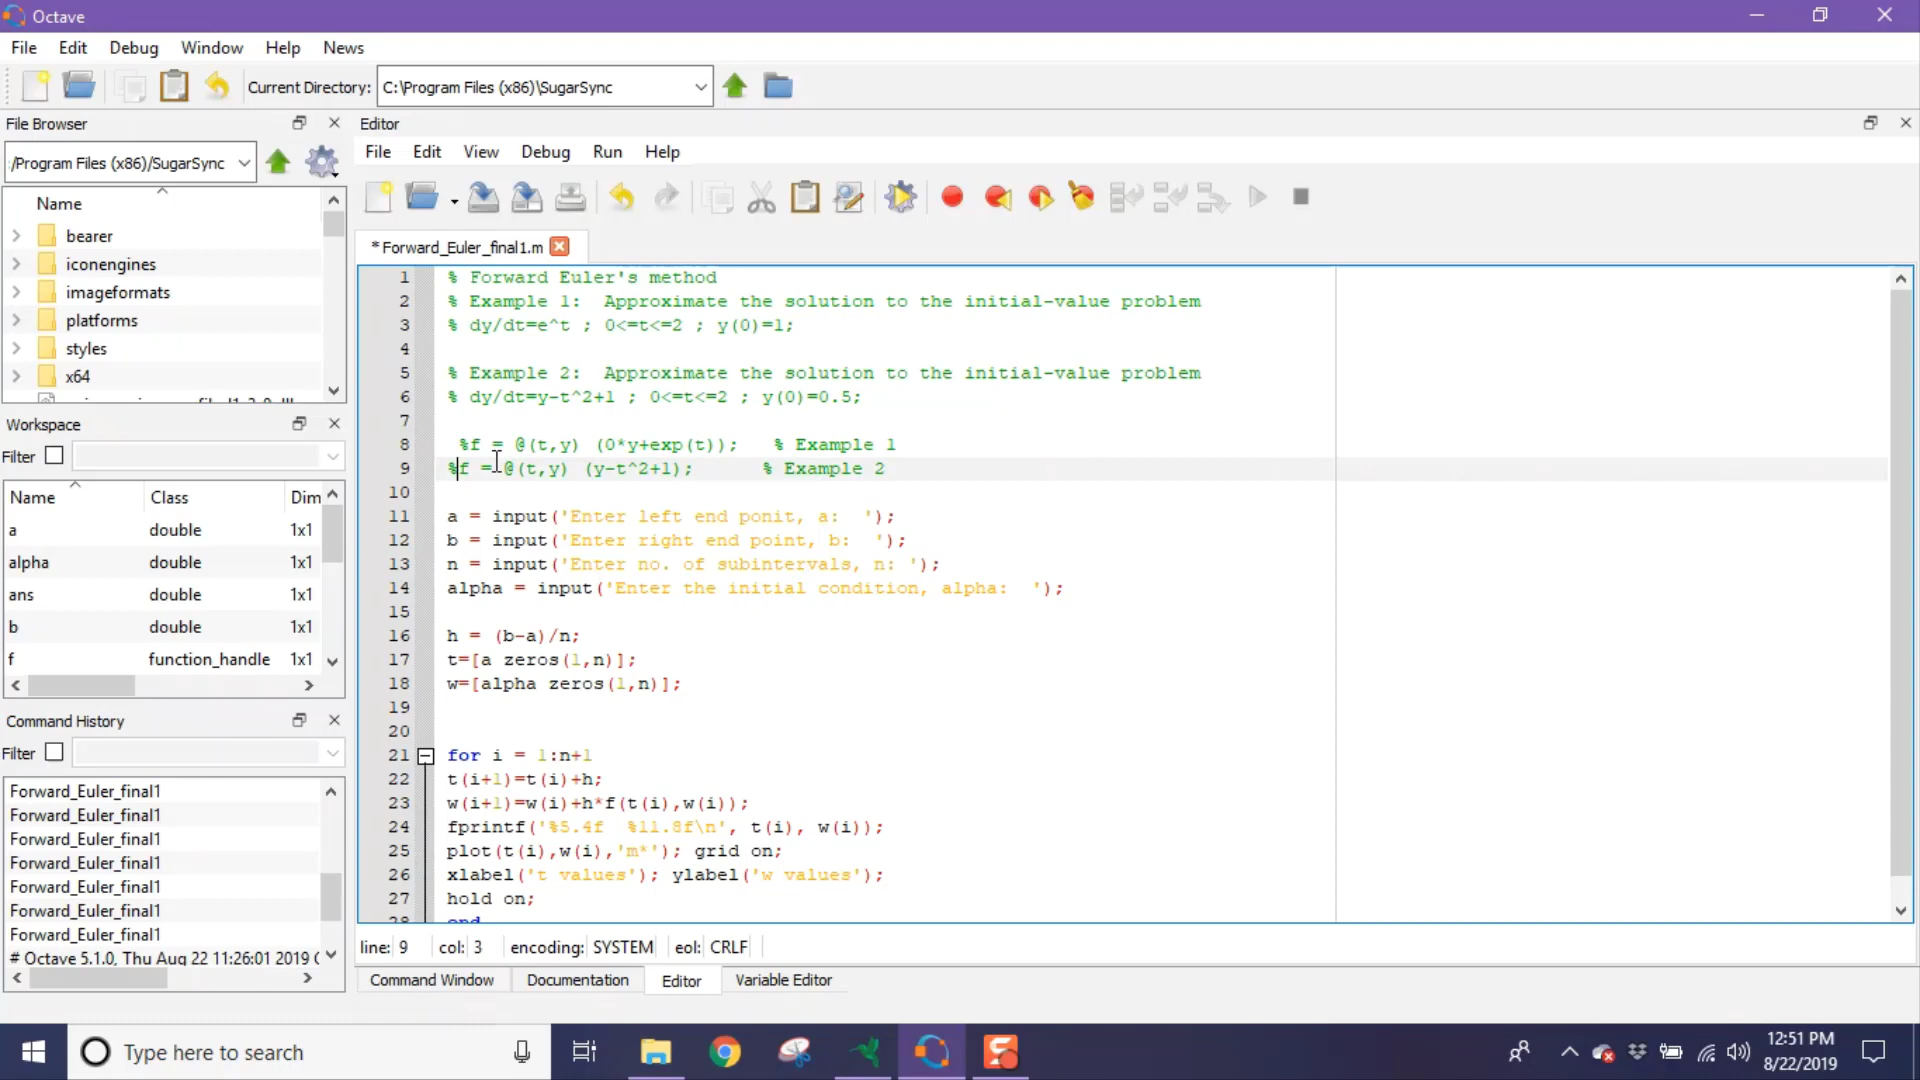 Octave
File Edit Debug Window Help News
Current Directory: C:\Program Files (x86)\SugarSync
File Browser
:/Program Files (x86)/SugarSync
Name
bearer
iconengines
imageformats
platforms
styles
x64
Workspace
Filter
Name Class Dim
a double 1x1
alpha double 1x1
ans double 1x1
b double 1x1
f function_handle 1x1
Command History
Filter
Forward_Euler_final1
Forward_Euler_final1
Forward_Euler_final1
Forward_Euler_final1
Forward_Euler_final1
Forward_Euler_final1
Forward_Euler_final1
# Octave 5.1.0, Thu Aug 22 11:26:01 2019
Editor
File Edit View Debug Run Help
* Forward_Euler_final1.m
1 % Forward Euler's method
2 % Example 1:  Approximate the solution to the initial-value problem
3 % dy/dt=e^t ; 0<=t<=2 ; y(0)=1;
4
5 % Example 2:  Approximate the solution to the initial-value problem
6 % dy/dt=y-t^2+1 ; 0<=t<=2 ; y(0)=0.5;
7
8  %f = @(t,y) (0*y+exp(t));   % Example 1
9 %f = @(t,y) (y-t^2+1);      % Example 2
10
11 a = input('Enter left end ponit, a:  ');
12 b = input('Enter right end point, b:  ');
13 n = input('Enter no. of subintervals, n: ');
14 alpha = input('Enter the initial condition, alpha:  ');
15
16 h = (b-a)/n;
17 t=[a zeros(1,n)];
18 w=[alpha zeros(1,n)];
19
20
21 for i = 1:n+1
22 t(i+1)=t(i)+h;
23 w(i+1)=w(i)+h*f(t(i),w(i));
24 fprintf('%5.4f  %11.8f\n', t(i), w(i));
25 plot(t(i),w(i),'m*'); grid on;
26 xlabel('t values'); ylabel('w values');
27 hold on;
28 end
line: 9 col: 3 encoding: SYSTEM eol: CRLF
Command Window Documentation Editor Variable Editor
Type here to search
12:51 PM
8/22/2019